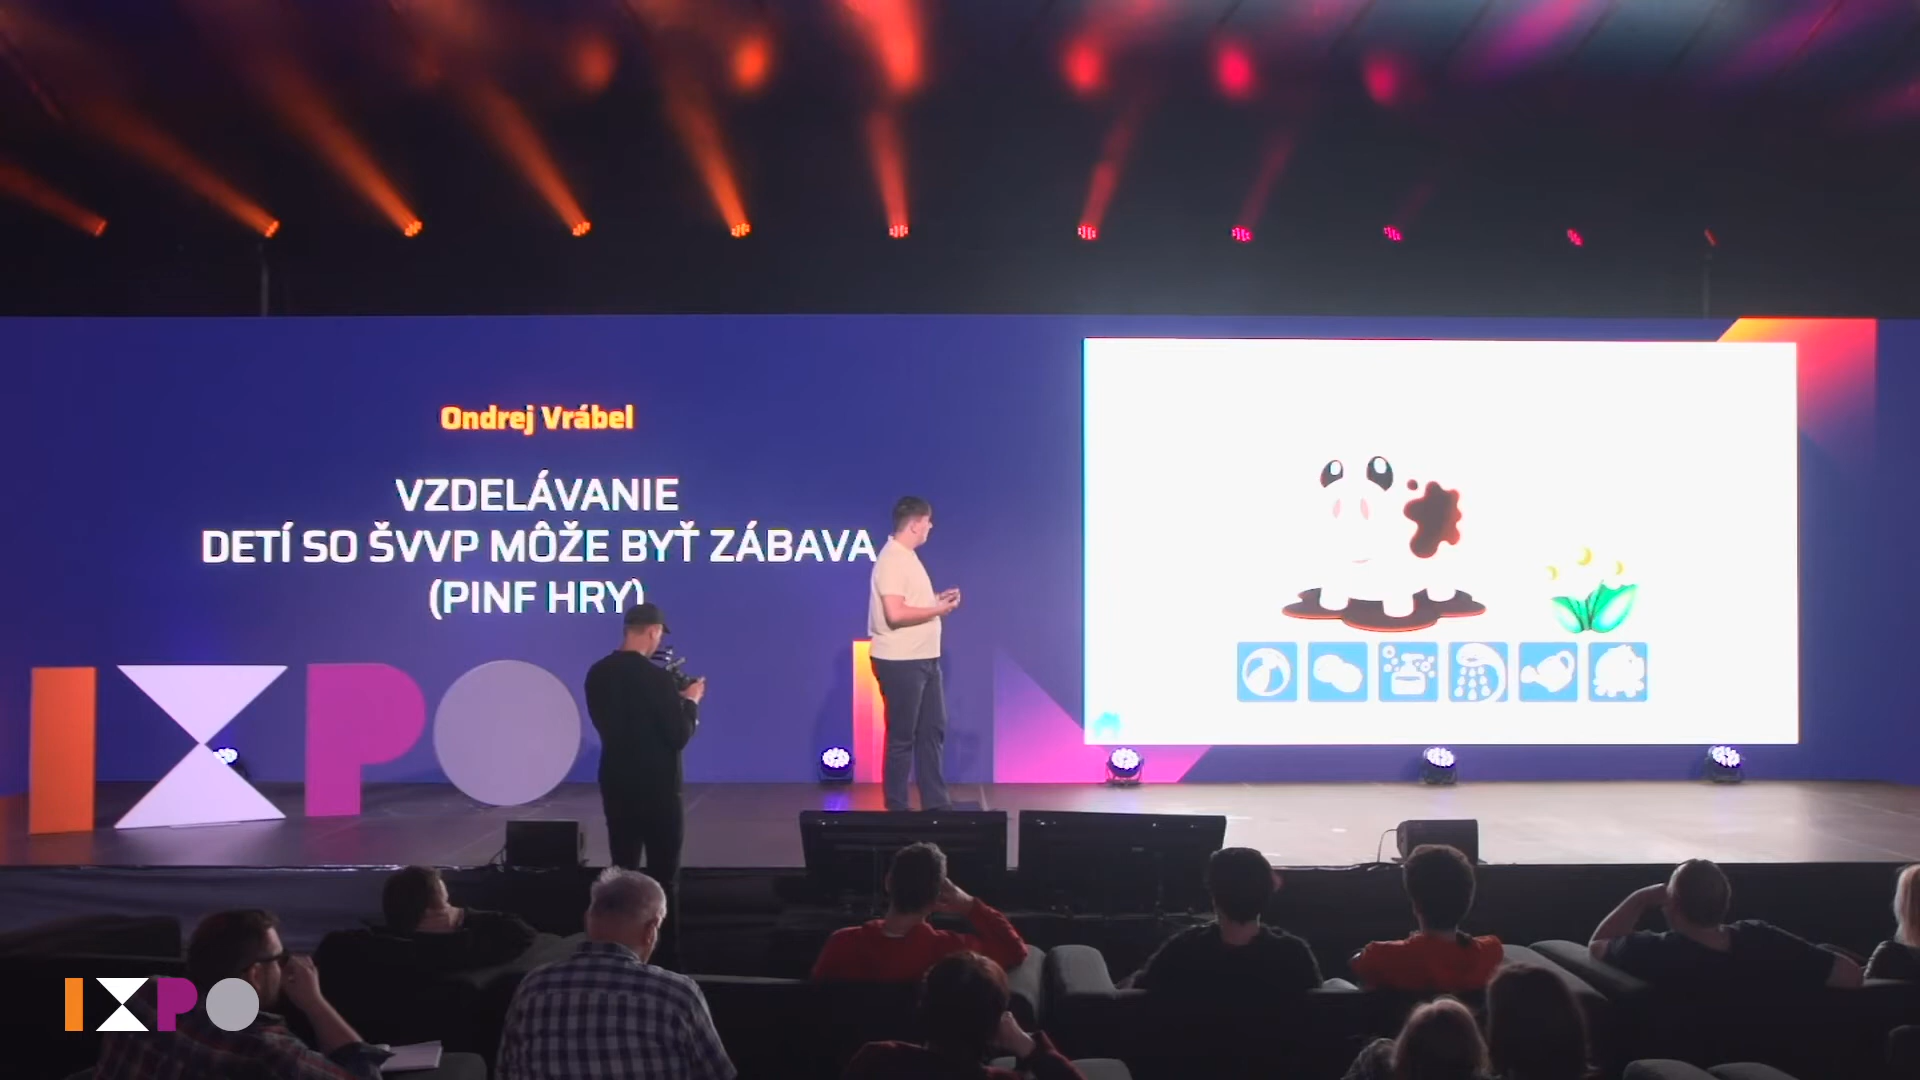 Ondrej Vrábel
VZDELÁVANIE
DETÍ SO ŠVVP MÔŽE BYŤ ZÁBAVA
(PINF HRY)
IXPO
IXPO